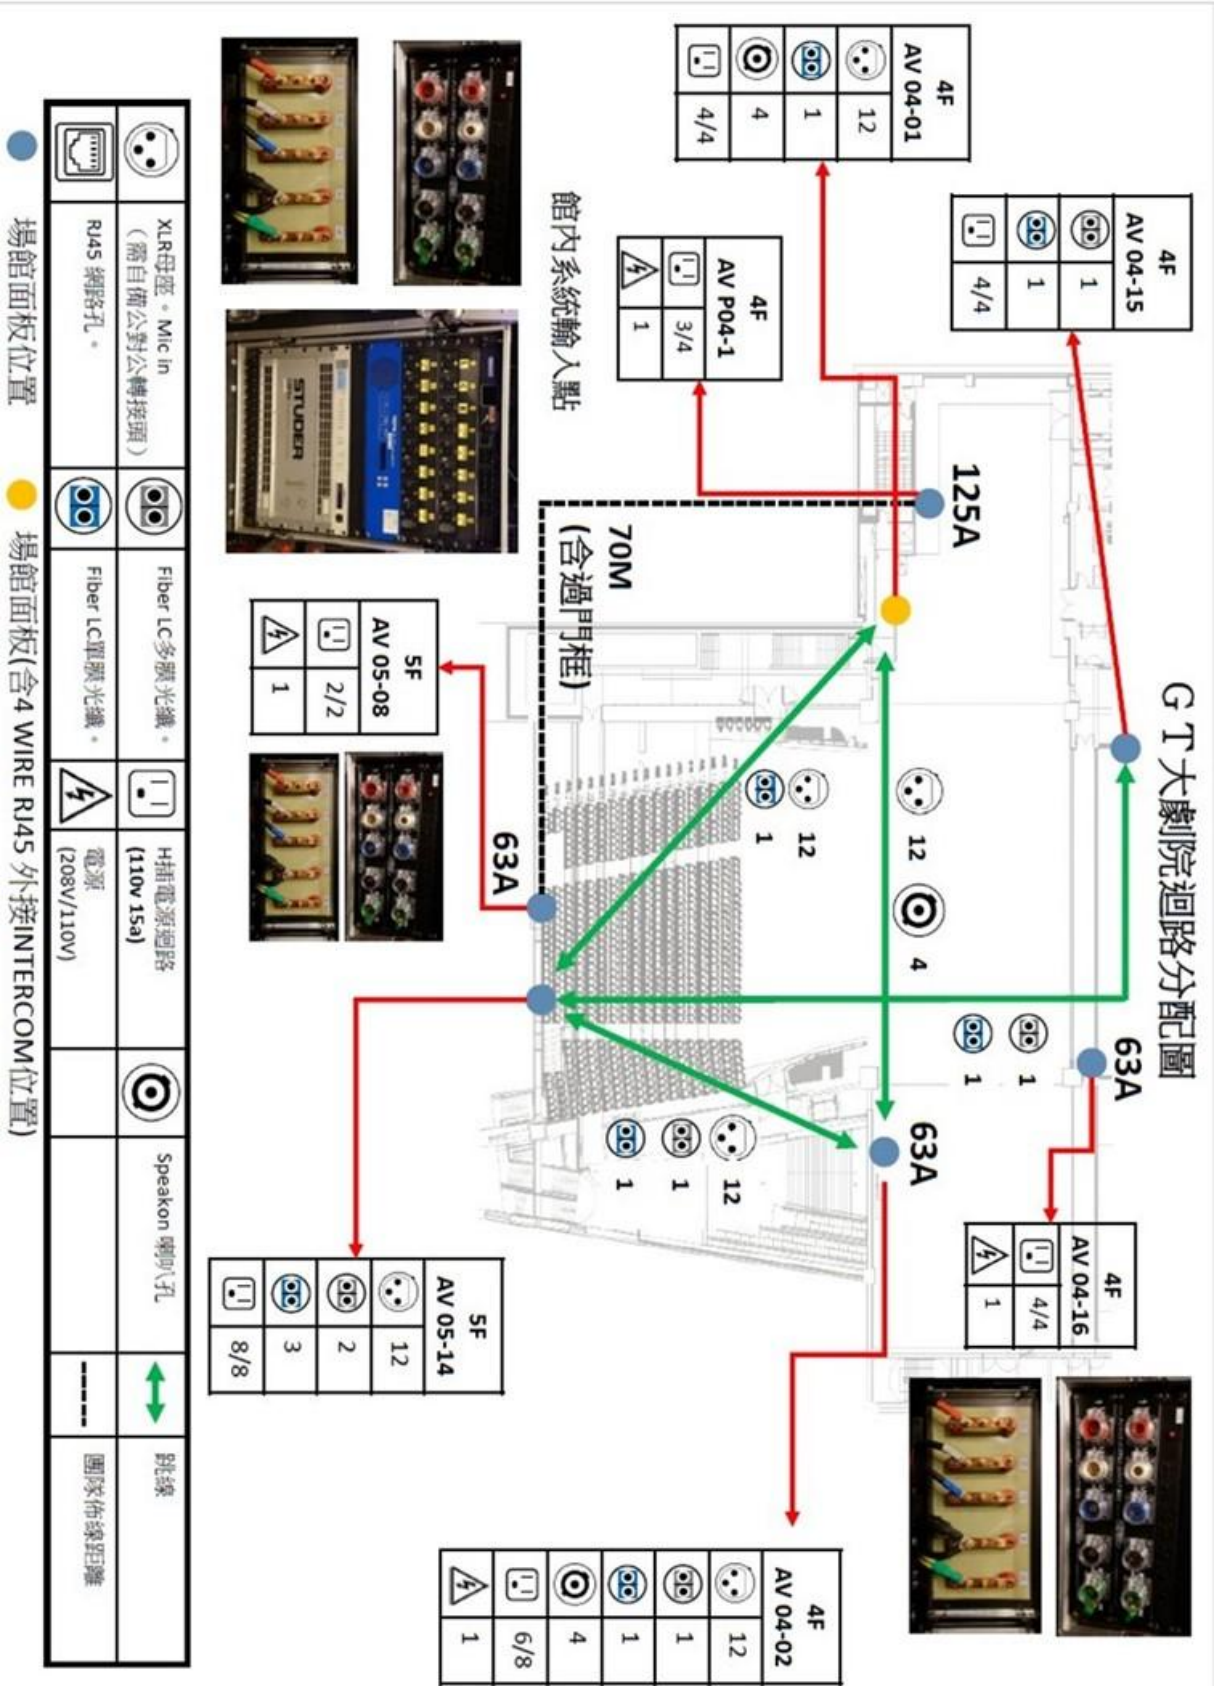 GT大劇院迴路分配圖
4F
AV 04-15
1
1
4/4
4F
AV 04-01
12
1
4
4/4
4F
AV P04-1
3/4
1
館內系統輸入點
125A
70M
(含過門框)
63A
63A
63A
12
4
12
1
1
1
12
1
1
4F
AV 04-16
4/4
1
5F
AV 05-08
2/2
1
5F
AV 05-14
12
2
3
8/8
4F
AV 04-02
12
1
1
4
6/8
1
STUDER
XLR母座。Mic in
(需自備公對公轉接頭)
Fiber LC多膜光纖。
H插電源迴路
(110v 15a)
Speakon 喇叭孔
跳線
RJ45 網路孔。
Fiber LC單膜光纖。
電源
(208V/110V)
團隊佈線距離
場館面板位置
場館面板(含4 WIRE RJ45 外接INTERCOM位置)